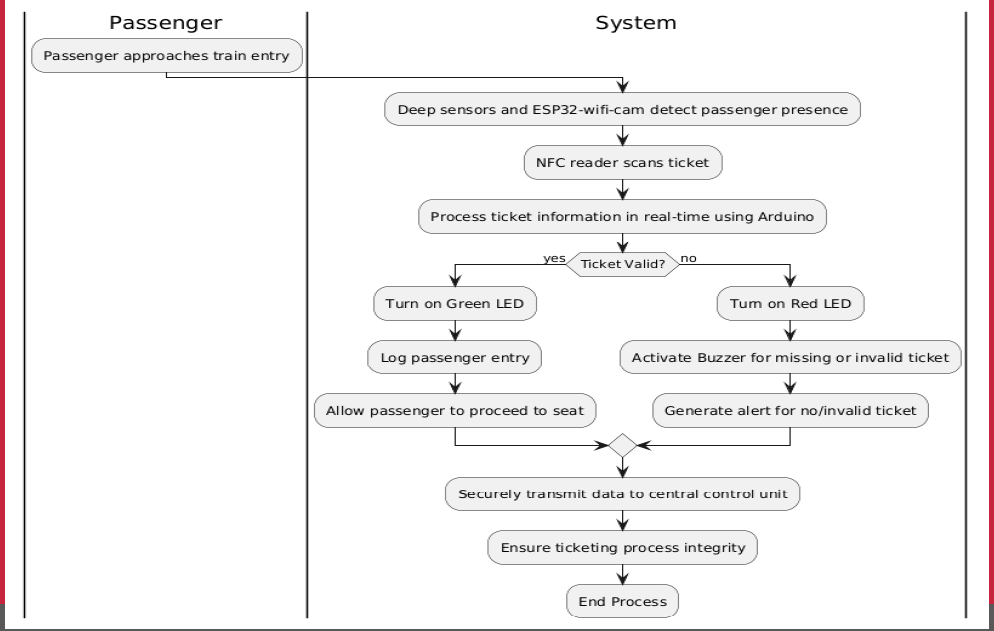 Passenger
System
Passenger approaches train entry
Deep sensors and ESP32-wifi-cam detect passenger presence
NFC reader scans ticket
Process ticket information in real-time using Arduino
yes
Ticket Valid?
no
Turn on Green LED
Turn on Red LED
Log passenger entry
Activate Buzzer for missing or invalid ticket
Allow passenger to proceed to seat
Generate alert for no/invalid ticket
Securely transmit data to central control unit
Ensure ticketing process integrity
End Process